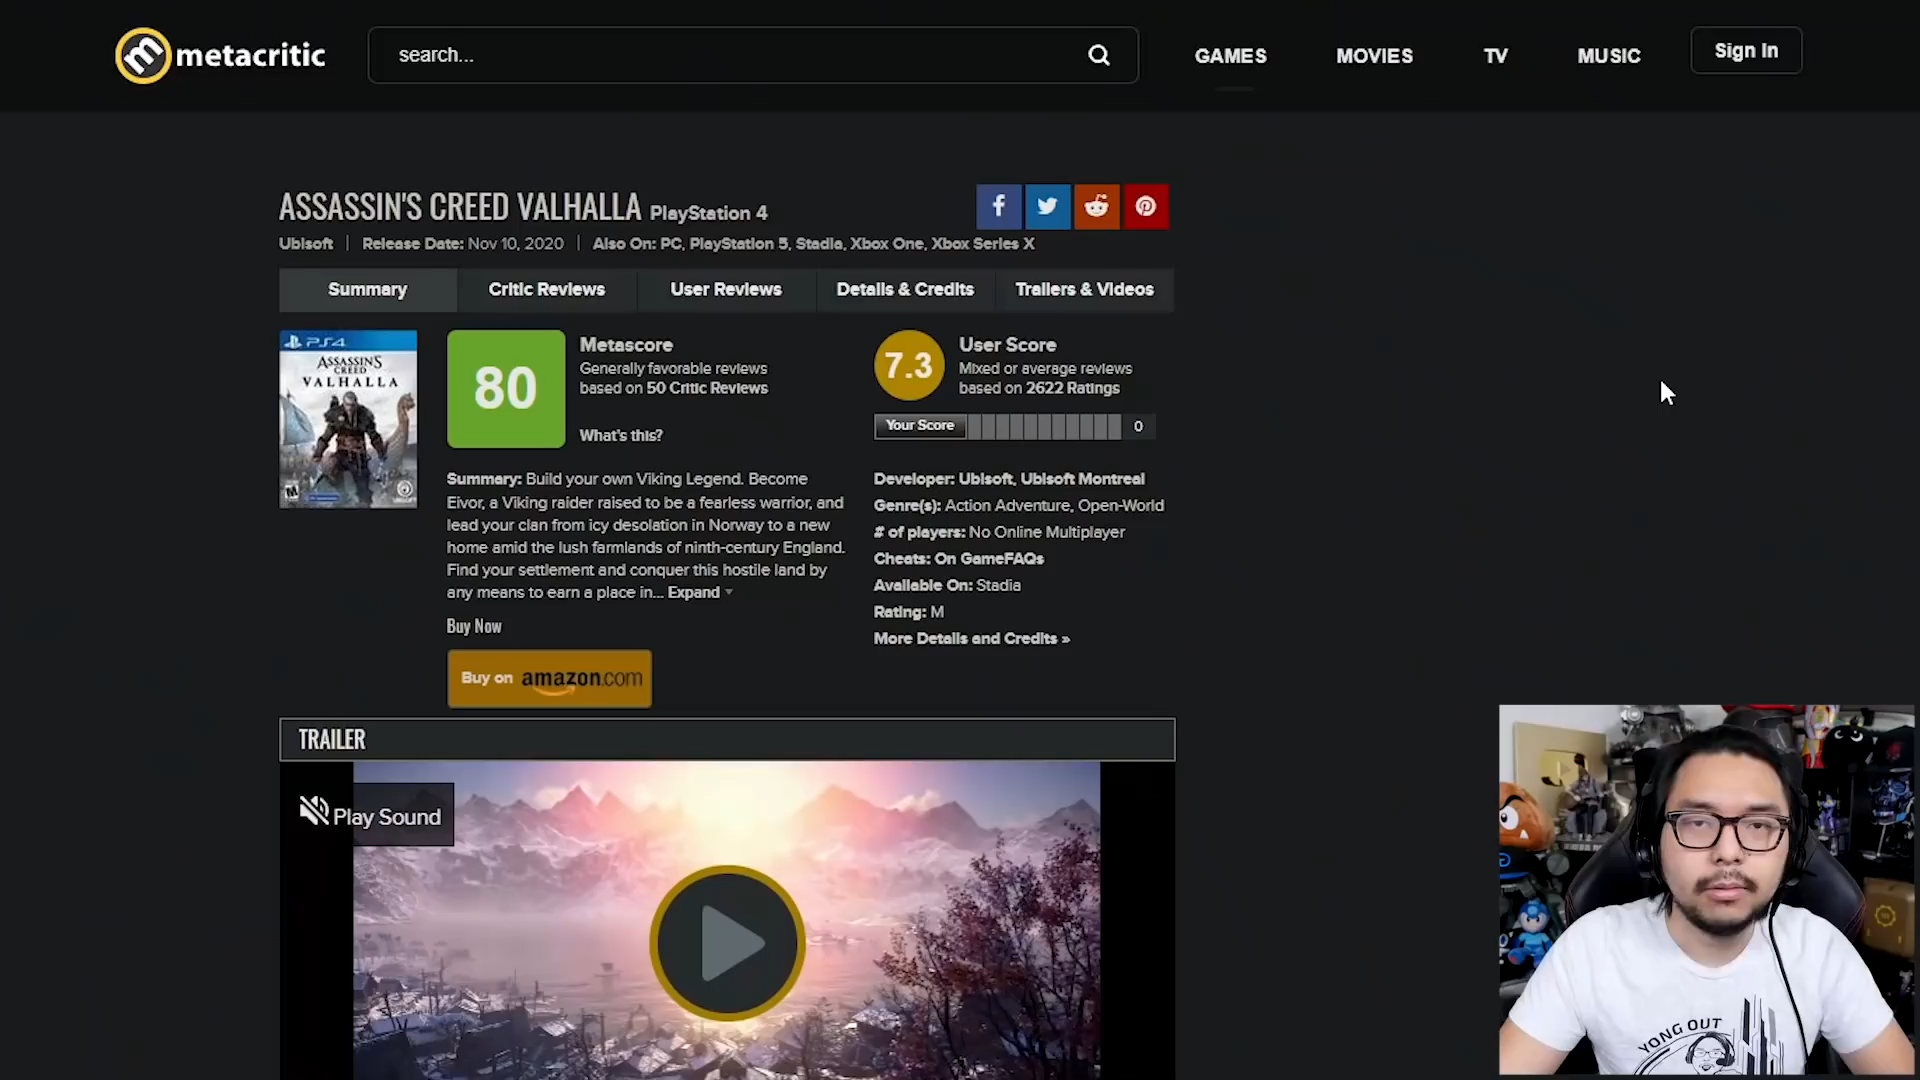 metacritic
search...
GAMES
MOVIES
TV
MUSIC
Sign In
ASSASSIN'S CREED VALHALLA PlayStation 4
Ubisoft | Release Date: Nov 10, 2020 | Also On: PC, PlayStation 5, Stadia, Xbox One, Xbox Series X
Summary
Critic Reviews
User Reviews
Details & Credits
Trailers & Videos
PS4
ASSASSIN'S
CREED
VALHALLA
M
80
Metascore
Generally favorable reviews
based on 50 Critic Reviews
What's this?
Summary: Build your own Viking Legend. Become
Eivor, a Viking raider raised to be a fearless warrior, and
lead your clan from icy desolation in Norway to a new
home amid the lush farmlands of ninth-century England.
Find your settlement and conquer this hostile land by
any means to earn a place in... Expand
Buy Now
Buy on amazon.com
7.3
User Score
Mixed or average reviews
based on 2622 Ratings
Your Score
0
Developer: Ubisoft, Ubisoft Montreal
Genre(s): Action Adventure, Open-World
# of players: No Online Multiplayer
Cheats: On GameFAQs
Available On: Stadia
Rating: M
More Details and Credits »
TRAILER
Play Sound
YONG OUT